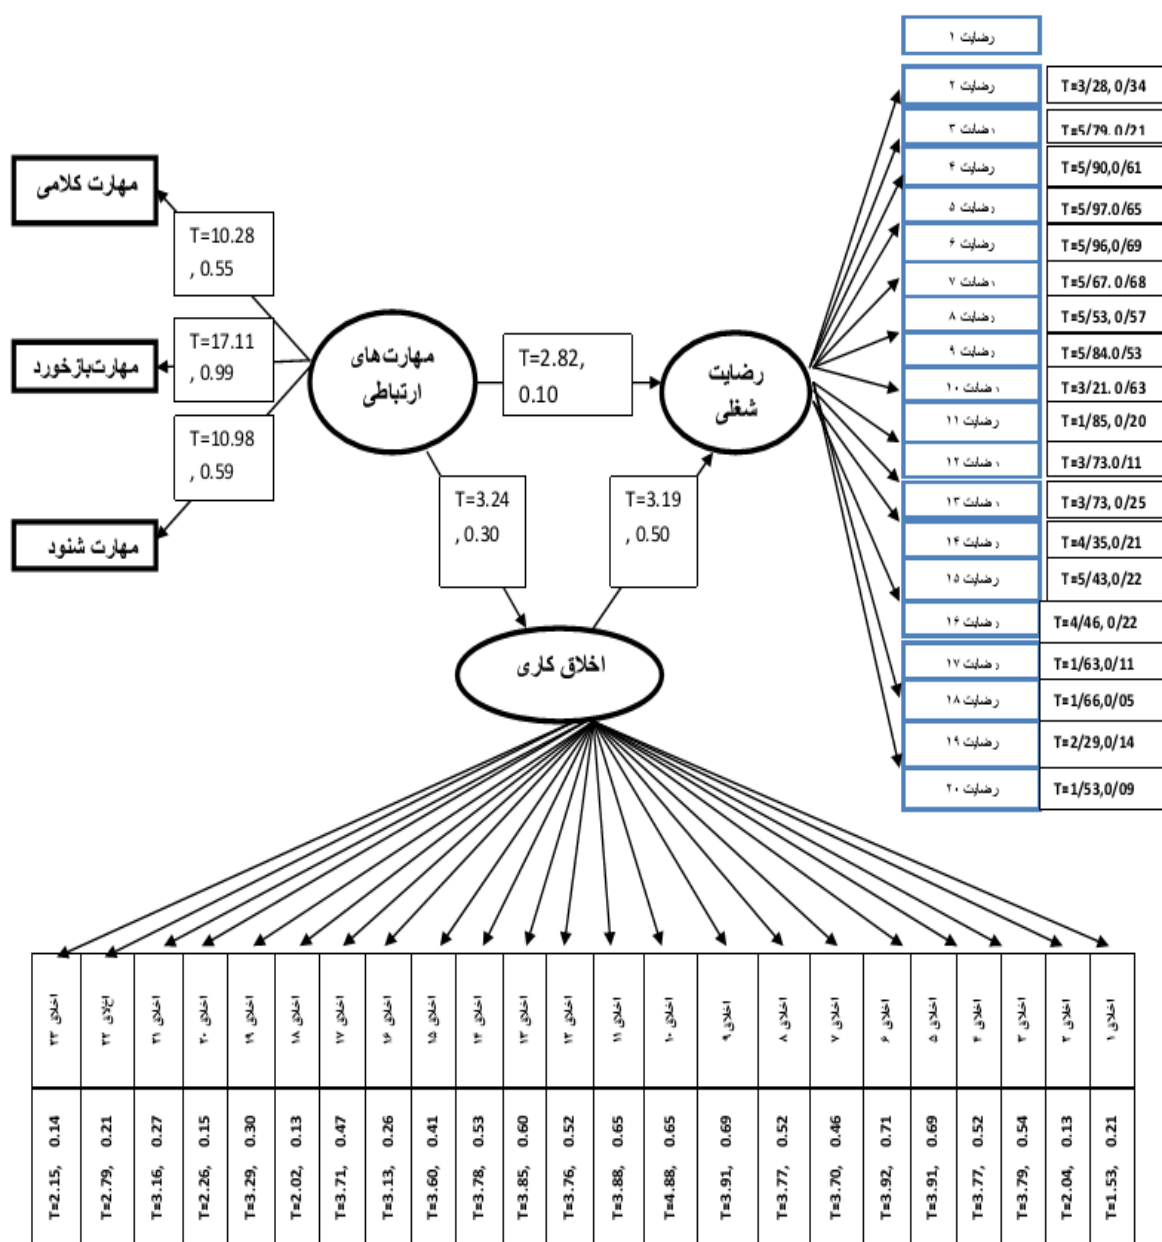 رضایت ۱
رضایت ۲
T=3/28, 0/34
رضایت ۳
T=5/79, 0/21
رضایت ۴
T=5/90,0/61
رضایت ۵
T=5/97.0/65
رضایت ۶
T=5/96,0/69
رضایت ۷
T=5/67. 0/68
رضایت ۸
T=5/53, 0/57
رضایت ۹
T=5/84.0/53
رضایت ۱۰
T=3/21. 0/63
رضایت ۱۱
T=1/85, 0/20
رضایت ۱۲
T=3/73.0/11
رضایت ۱۳
T=3/73, 0/25
رضایت ۱۴
T=4/35,0/21
رضایت ۱۵
T=5/43,0/22
رضایت ۱۶
T=4/46, 0/22
رضایت ۱۷
T=1/63,0/11
رضایت ۱۸
T=1/66,0/05
رضایت ۱۹
T=2/29,0/14
رضایت ۲۰
T=1/53,0/09
مهارت کلامی
مهارت‌بازخورد
مهارت شنود
T=10.28
, 0.55
T=17.11
, 0.99
T=10.98
, 0.59
مهارت‌های
ارتباطی
T=2.82,
0.10
رضایت
شغلی
T=3.24
, 0.30
T=3.19
, 0.50
اخلاق کاری
اخلاق ۲۳
اخلاق ۲۲
اخلاق ۲۱
اخلاق ۲۰
اخلاق ۱۹
اخلاق ۱۸
اخلاق ۱۷
اخلاق ۱۶
اخلاق ۱۵
اخلاق ۱۴
اخلاق ۱۳
اخلاق ۱۲
اخلاق ۱۱
اخلاق ۱۰
اخلاق ۹
اخلاق ۸
اخلاق ۷
اخلاق ۶
اخلاق ۵
اخلاق ۴
اخلاق ۳
اخلاق ۲
اخلاق ۱
T=2.15, 0.14
T=2.79, 0.21
T=3.16, 0.27
T=2.26, 0.15
T=3.29, 0.30
T=2.02, 0.13
T=3.71, 0.47
T=3.13, 0.26
T=3.60, 0.41
T=3.78, 0.53
T=3.85, 0.60
T=3.76, 0.52
T=3.88, 0.65
T=4.88, 0.65
T=3.91, 0.69
T=3.77, 0.52
T=3.70, 0.46
T=3.92, 0.71
T=3.91, 0.69
T=3.77, 0.52
T=3.79, 0.54
T=2.04, 0.13
T=1.53, 0.21